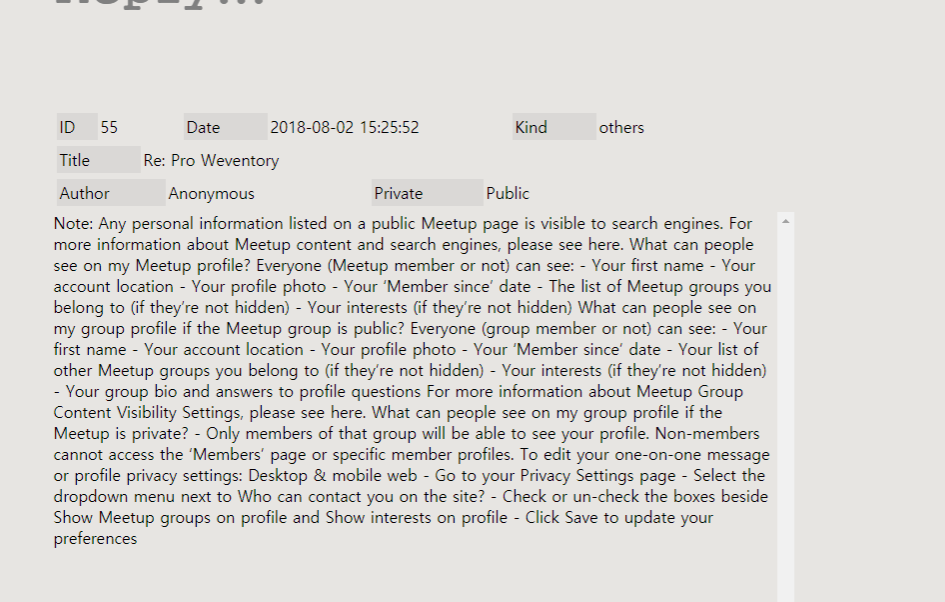 Reply...
ID 55 Date 2018-08-02 15:25:52 Kind others
Title Re: Pro Weventory
Author Anonymous Private Public
Note: Any personal information listed on a public Meetup page is visible to search engines. For
more information about Meetup content and search engines, please see here. What can people
see on my Meetup profile? Everyone (Meetup member or not) can see: - Your first name - Your
account location - Your profile photo - Your ‘Member since’ date - The list of Meetup groups you
belong to (if they’re not hidden) - Your interests (if they’re not hidden) What can people see on
my group profile if the Meetup group is public? Everyone (group member or not) can see: - Your
first name - Your account location - Your profile photo - Your ‘Member since’ date - Your list of
other Meetup groups you belong to (if they’re not hidden) - Your interests (if they’re not hidden)
- Your group bio and answers to profile questions For more information about Meetup Group
Content Visibility Settings, please see here. What can people see on my group profile if the
Meetup is private? - Only members of that group will be able to see your profile. Non-members
cannot access the ‘Members’ page or specific member profiles. To edit your one-on-one message
or profile privacy settings: Desktop & mobile web - Go to your Privacy Settings page - Select the
dropdown menu next to Who can contact you on the site? - Check or un-check the boxes beside
Show Meetup groups on profile and Show interests on profile - Click Save to update your
preferences